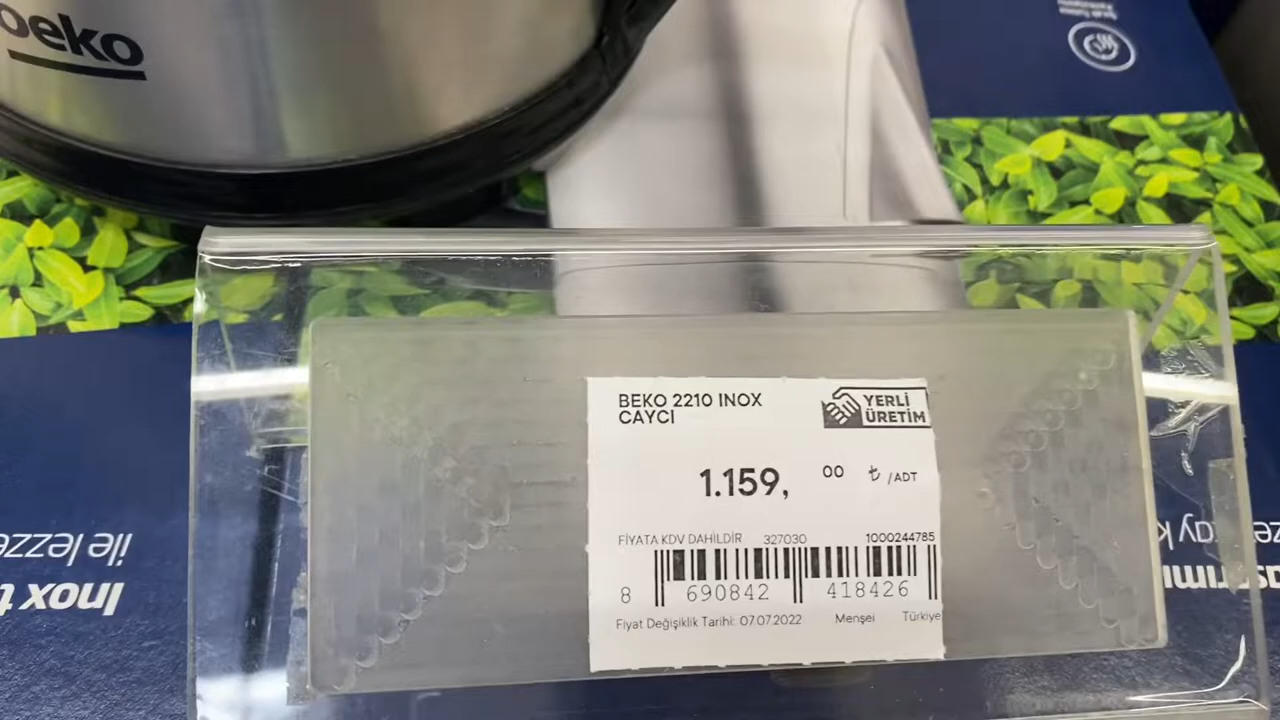 beko
BEKO 2210 INOX
CAYCI
YERLİ
ÜRETİM
1.159,
00
₺ /ADT
FİYATA KDV DAHİLDİR 327030 1000244785
8 690842 418426
Fiyat Değişiklik Tarihi: 07.07.2022 Menşei Türkiye
ile lezze
Inox t